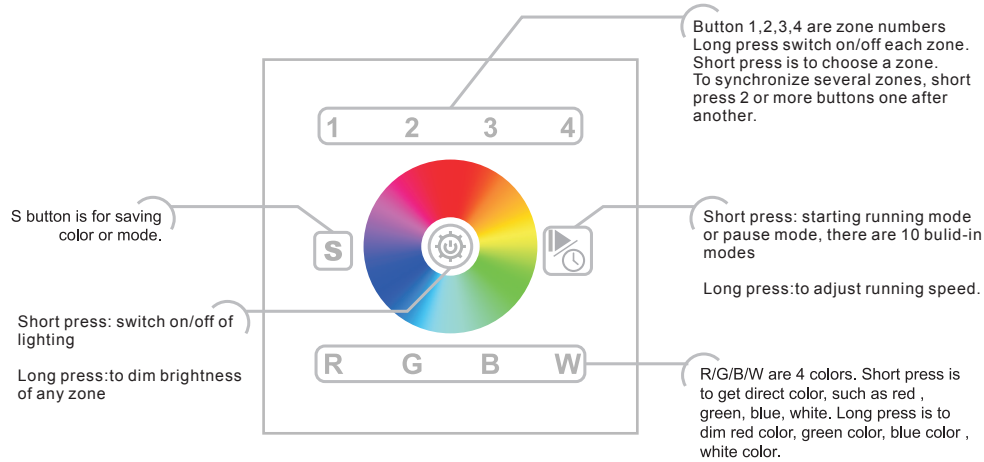 Button 1,2,3,4 are zone numbers
Long press switch on/off each zone.
Short press is to choose a zone.
To synchronize several zones, short
press 2 or more buttons one after
another.
1 2 3 4
S button is for saving
color or mode.
S
Short press: starting running mode
or pause mode, there are 10 bulid-in
modes
Long press:to adjust running speed.
Short press: switch on/off of
lighting
Long press:to dim brightness
of any zone
R G B W
R/G/B/W are 4 colors. Short press is
to get direct color, such as red ,
green, blue, white. Long press is to
dim red color, green color, blue color ,
white color.